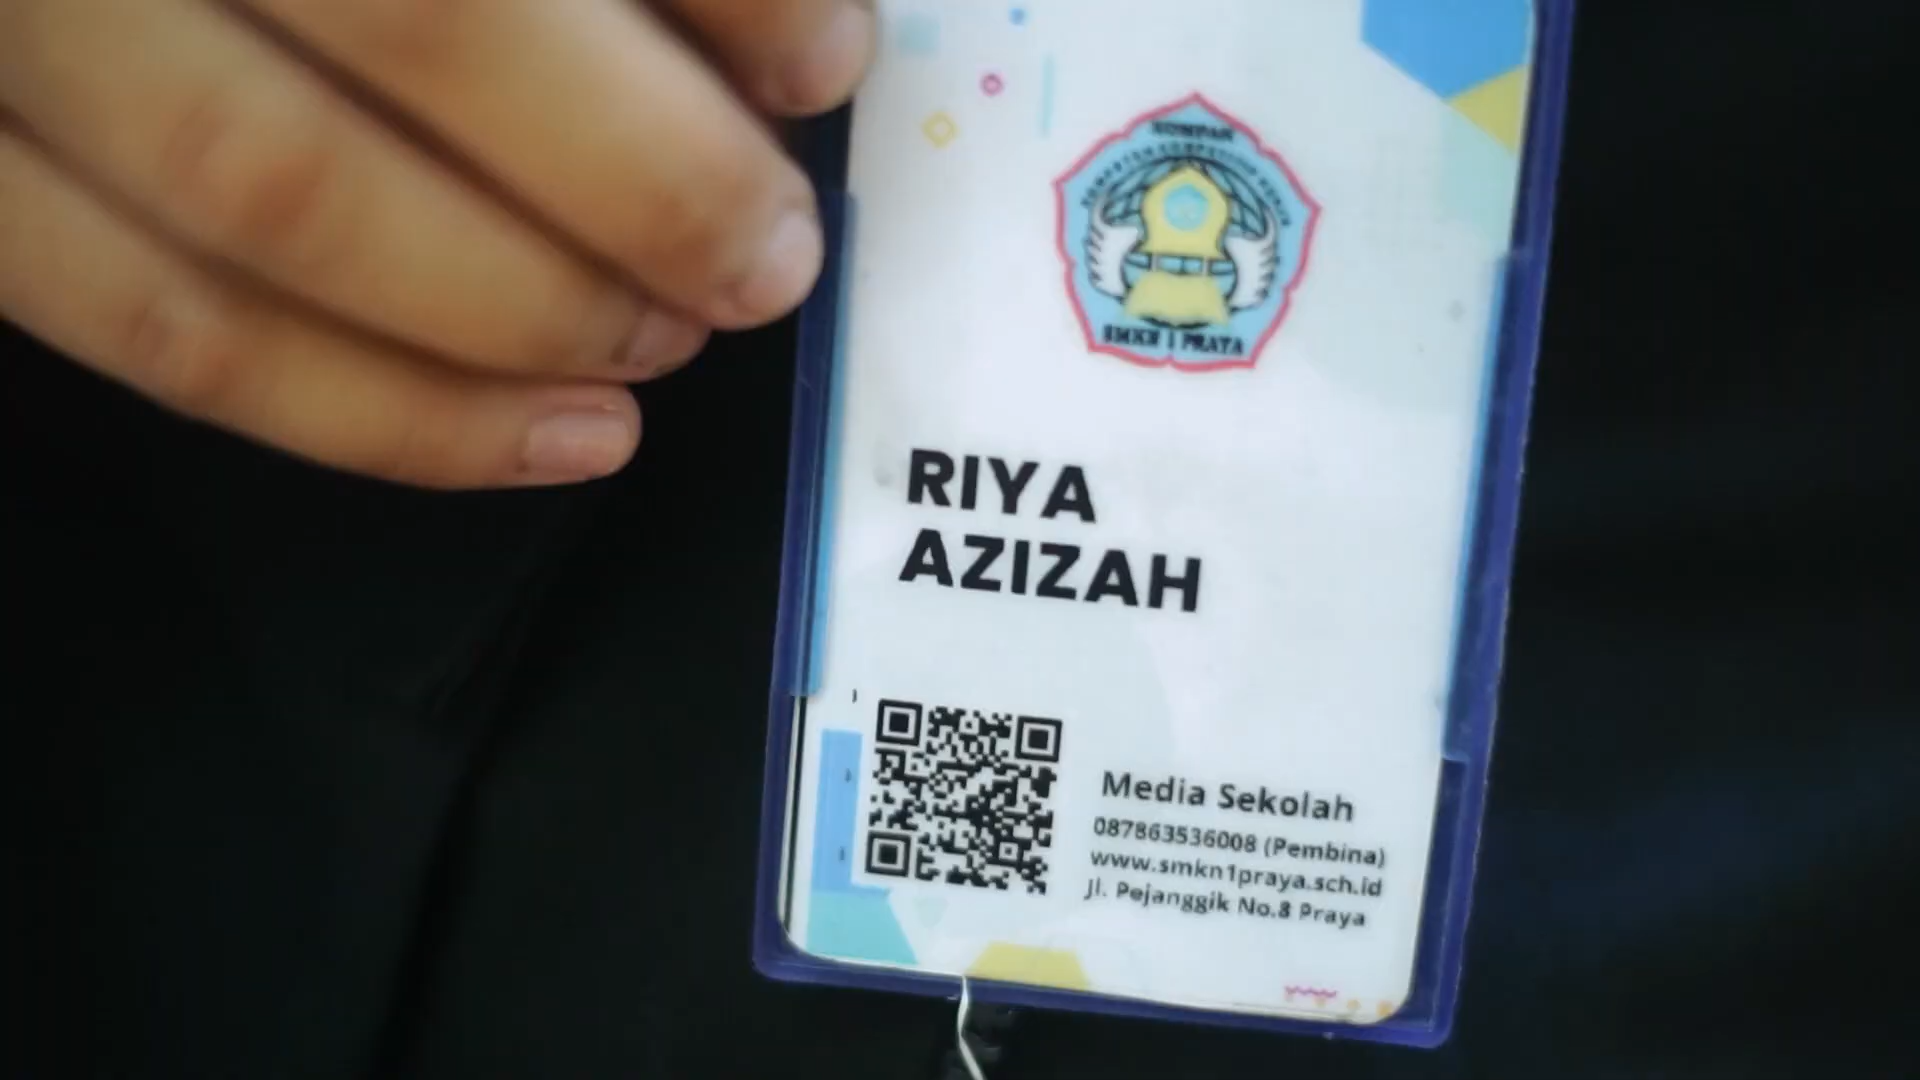 SMKN 1 PRAYA
RIYA
AZIZAH
Media Sekolah
087863536008 (Pembina)
www.smkn1praya.sch.id
Jl. Pejanggik No.8 Praya